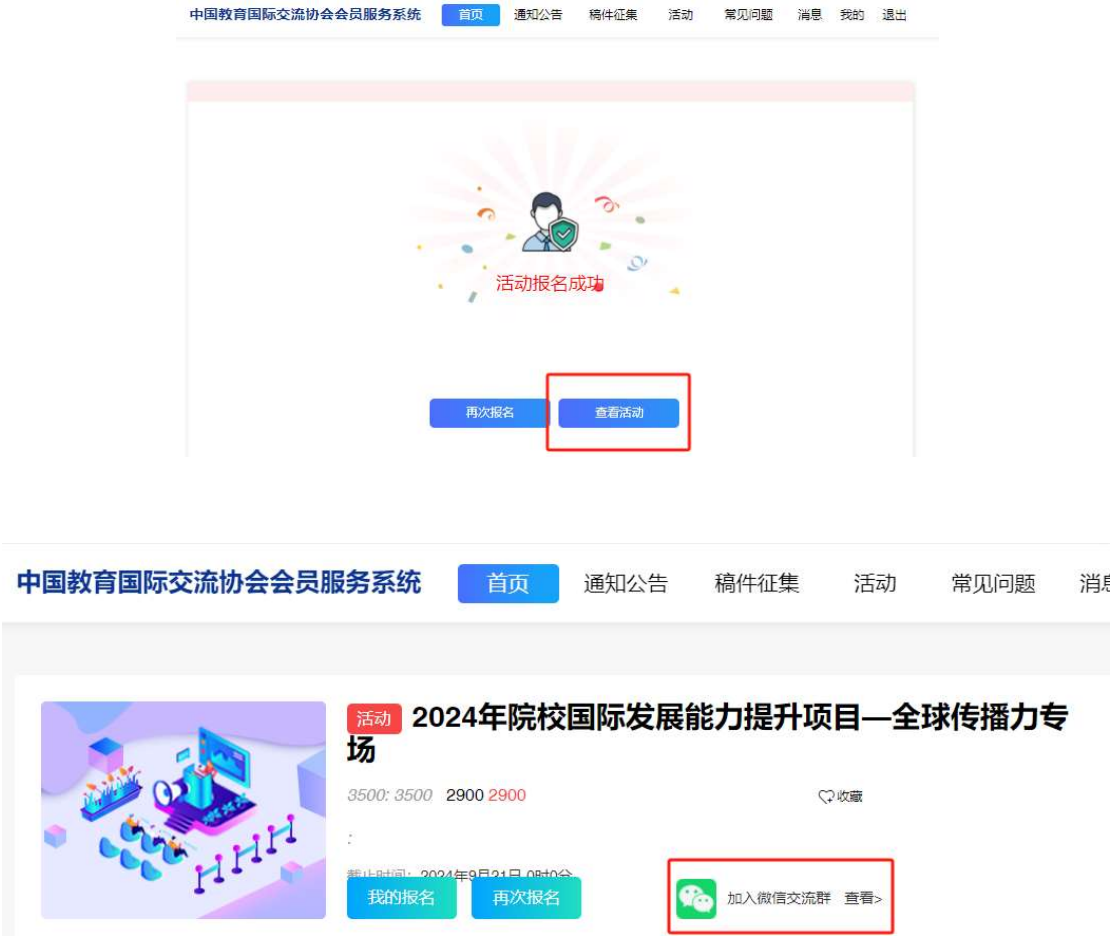 中国教育国际交流协会会员服务系统 首页 通知公告 稿件征集 活动 常见问题 消息 我的 退出
活动报名成功
再次报名 查看活动
中国教育国际交流协会会员服务系统 首页 通知公告 稿件征集 活动 常见问题 消息
活动 2024年院校国际发展能力提升项目—全球传播力专
场
3500: 3500 2900 2900 收藏
:
截止时间：2024年9月21日 0时0分
我的报名 再次报名 加入微信交流群 查看>